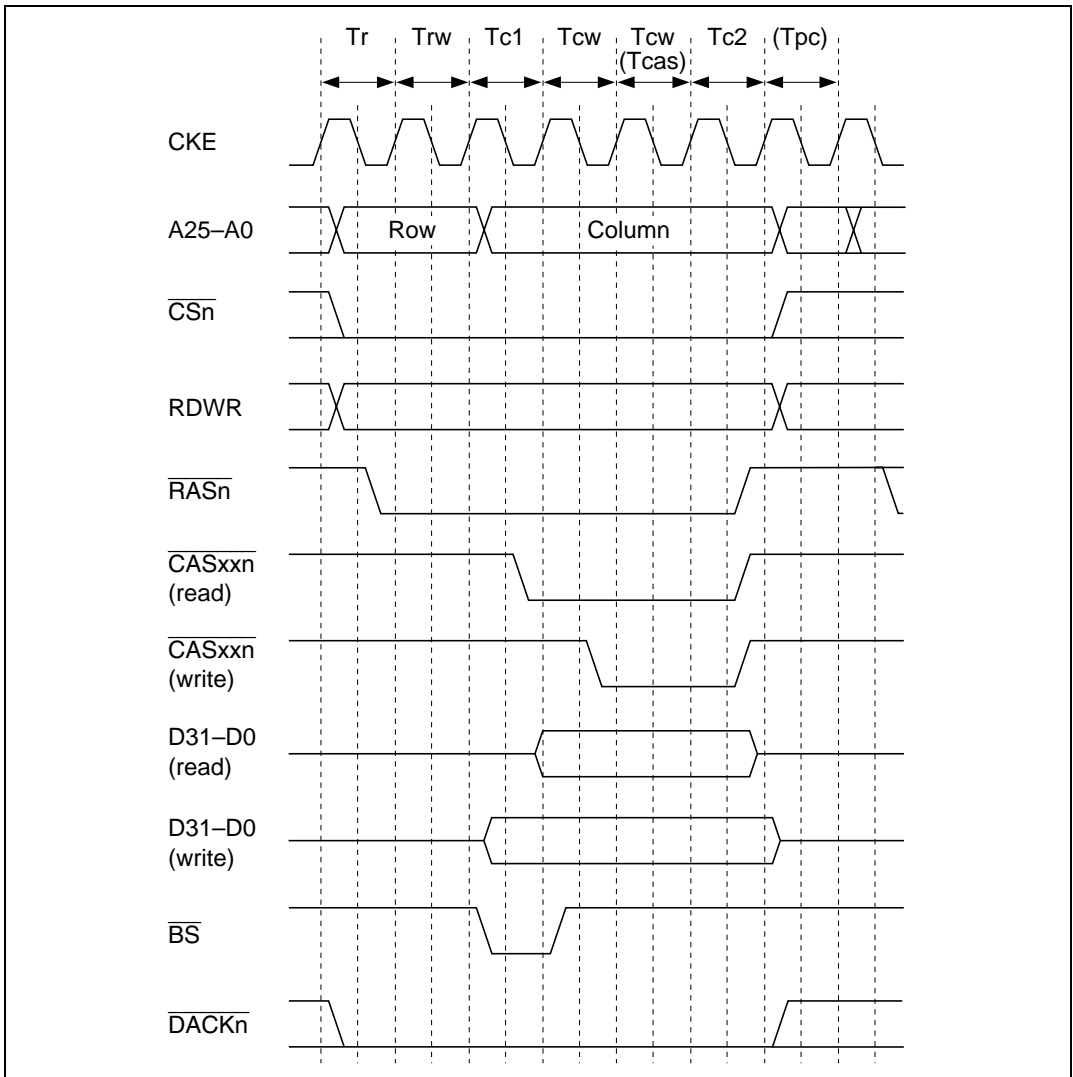 Tr Trw Tc1 Tcw Tcw Tc2 (Tpc)
(Tcas)
CKE
A25–A0 Row Column
CSn
RDWR
RASn
CASxxn
(read)
CASxxn
(write)
D31–D0
(read)
D31–D0
(write)
BS
DACKn